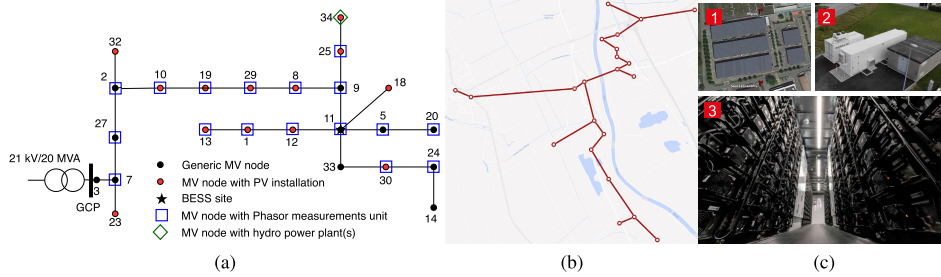 34
32
25
18
2
10
19
29
8
9
27
11
5
20
13
1
12
24
33
30
21 kV/20 MVA
3
7
GCP
23
14
Generic MV node
MV node with PV installation
BESS site
MV node with Phasor measurements unit
MV node with hydro power plant(s)
1
2
3
(a)
(b)
(c)